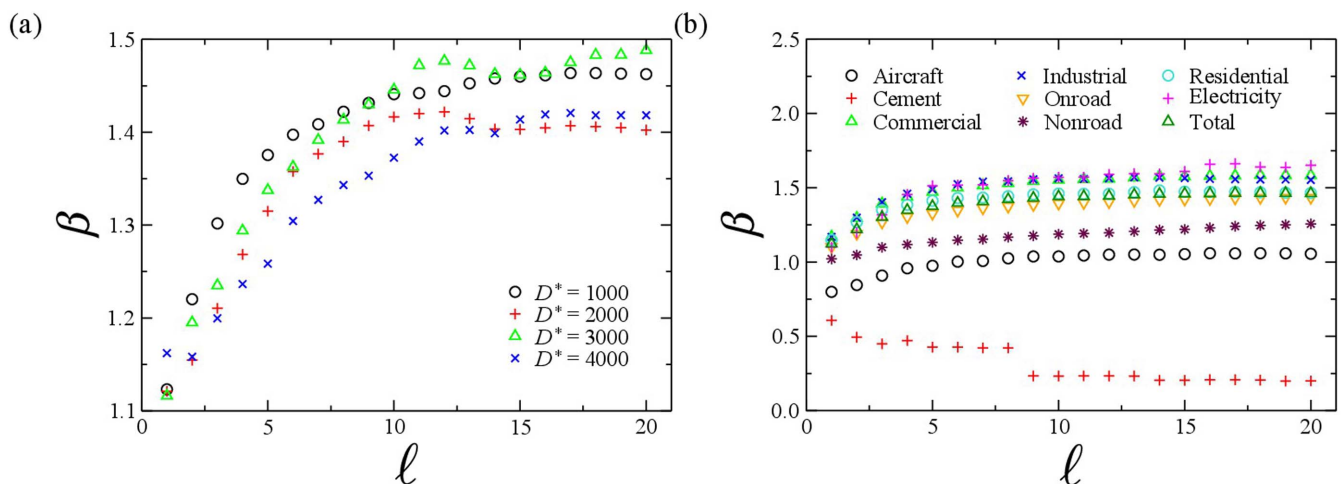 (a)
1.5
1.4
1.3
1.2
1.1
β
0
5
10
15
20
ℓ
D* = 1000
D* = 2000
D* = 3000
D* = 4000
(b)
2.5
2.0
1.5
1.0
0.5
0.0
β
0
5
10
15
20
ℓ
Aircraft
Cement
Commercial
Industrial
Onroad
Nonroad
Residential
Electricity
Total